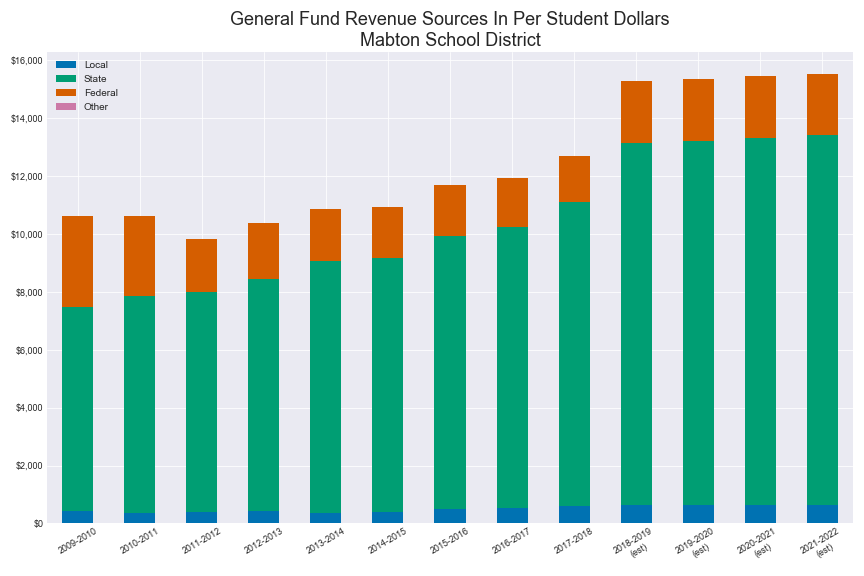 General Fund Revenue Sources In Per Student Dollars
Mabton School District
Local
State
Federal
Other
$16,000
$14,000
$12,000
$10,000
$8,000
$6,000
$4,000
$2,000
$0
2009-2010
2010-2011
2011-2012
2012-2013
2013-2014
2014-2015
2015-2016
2016-2017
2017-2018
2018-2019
(est)
2019-2020
(est)
2020-2021
(est)
2021-2022
(est)